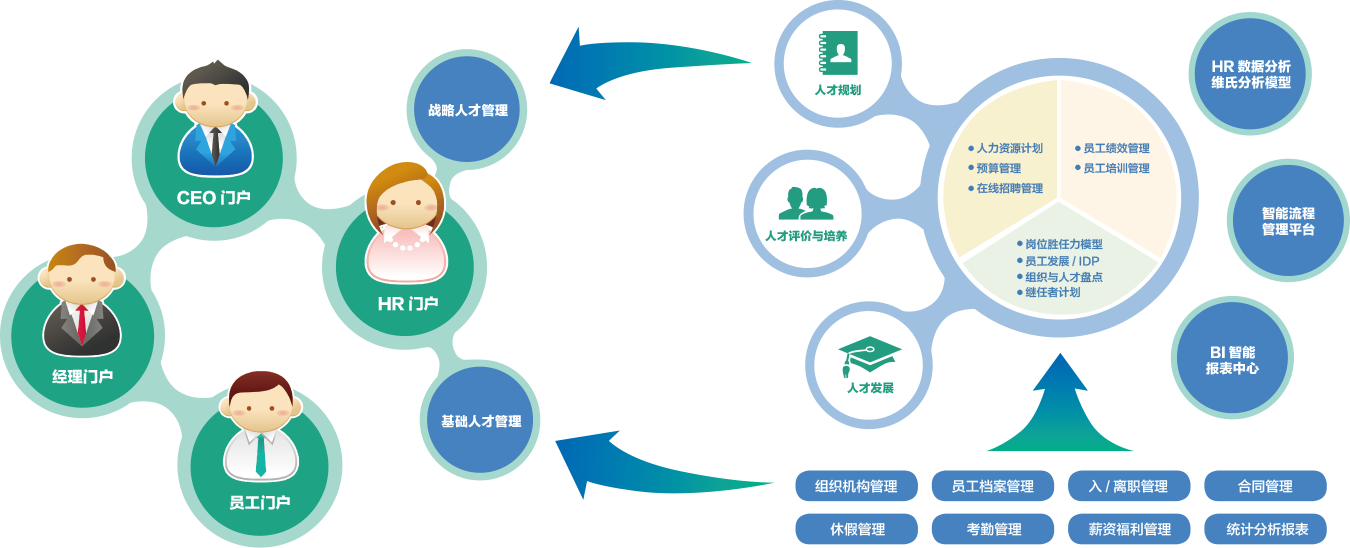 CEO 门户
经理门户
HR 门户
员工门户
战略人才管理
基础人才管理
人才规划
人才评价与培养
人才发展
人力资源计划
预算管理
在线招聘管理
员工绩效管理
员工培训管理
岗位胜任力模型
员工发展 / IDP
组织与人才盘点
继任者计划
HR 数据分析
维氏分析模型
智能流程
管理平台
BI 智能
报表中心
组织机构管理
员工档案管理
入 / 离职管理
合同管理
休假管理
考勤管理
薪资福利管理
统计分析报表